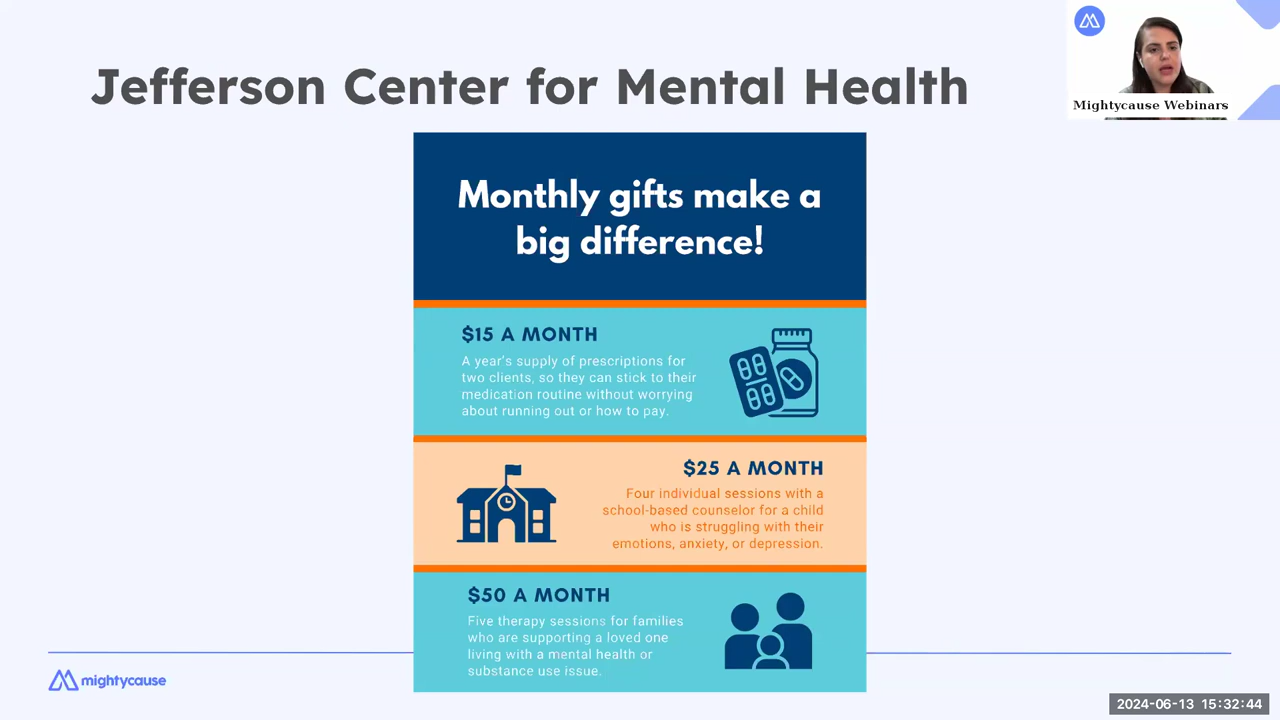 Jefferson Center for Mental Health
Mightycause Webinars
Monthly gifts make a
big difference!
$15 A MONTH
A year's supply of prescriptions for
two clients, so they can stick to their
medication routine without worrying
about running out or how to pay.
$25 A MONTH
Four individual sessions with a
school-based counselor for a child
who is struggling with their
emotions, anxiety, or depression.
$50 A MONTH
Five therapy sessions for families
who are supporting a loved one
living with a mental health or
substance use issue.
mightycause
2024-06-13 15:32:44